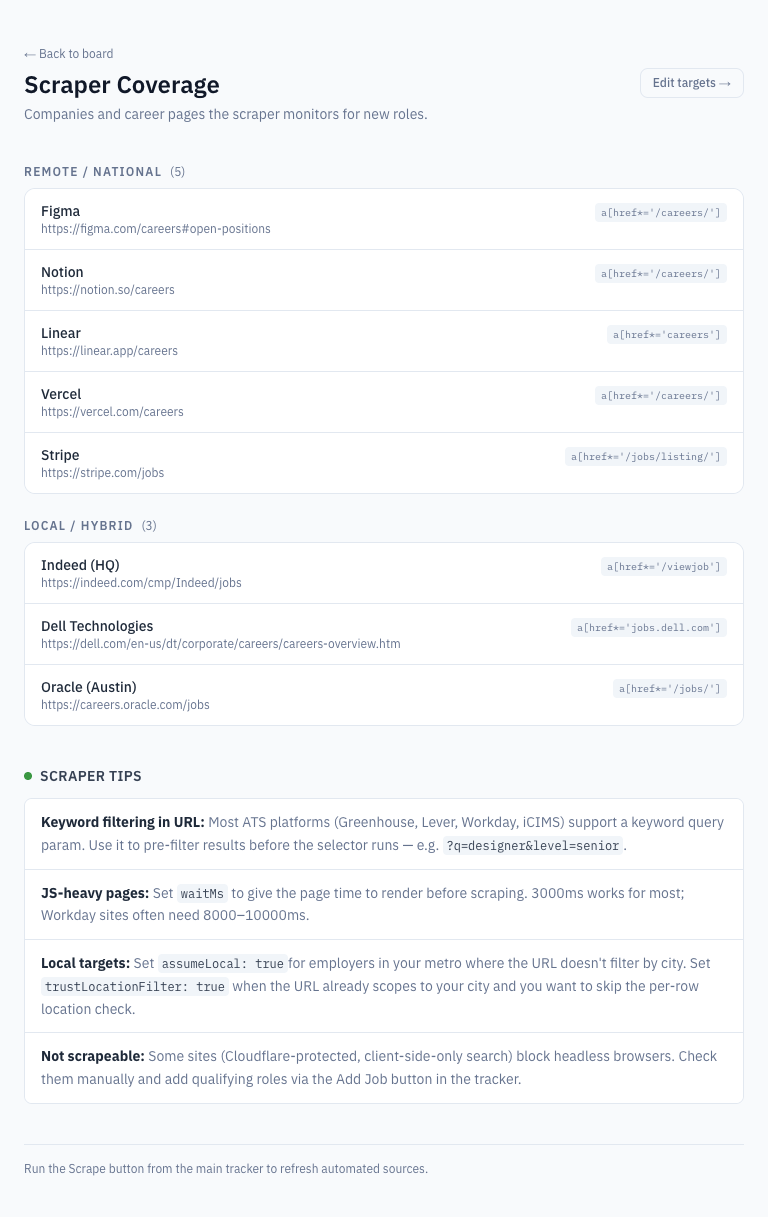 ← Back to board
Scraper Coverage
Edit targets →
Companies and career pages the scraper monitors for new roles.
REMOTE / NATIONAL (5)
Figma
a[href*='/careers/']
https://figma.com/careers#open-positions
Notion
a[href*='/careers/']
https://notion.so/careers
Linear
a[href*='careers']
https://linear.app/careers
Vercel
a[href*='/careers/']
https://vercel.com/careers
Stripe
a[href*='/jobs/listing/']
https://stripe.com/jobs
LOCAL / HYBRID (3)
Indeed (HQ)
a[href*='/viewjob']
https://indeed.com/cmp/Indeed/jobs
Dell Technologies
a[href*='jobs.dell.com']
https://dell.com/en-us/dt/corporate/careers/careers-overview.htm
Oracle (Austin)
a[href*='/jobs/']
https://careers.oracle.com/jobs
SCRAPER TIPS
Keyword filtering in URL: Most ATS platforms (Greenhouse, Lever, Workday, iCIMS) support a keyword query
param. Use it to pre-filter results before the selector runs — e.g. ?q=designer&level=senior.
JS-heavy pages: Set waitMs to give the page time to render before scraping. 3000ms works for most;
Workday sites often need 8000–10000ms.
Local targets: Set assumeLocal: true for employers in your metro where the URL doesn't filter by city. Set
trustLocationFilter: true when the URL already scopes to your city and you want to skip the per-row
location check.
Not scrapeable: Some sites (Cloudflare-protected, client-side-only search) block headless browsers. Check
them manually and add qualifying roles via the Add Job button in the tracker.
Run the Scrape button from the main tracker to refresh automated sources.